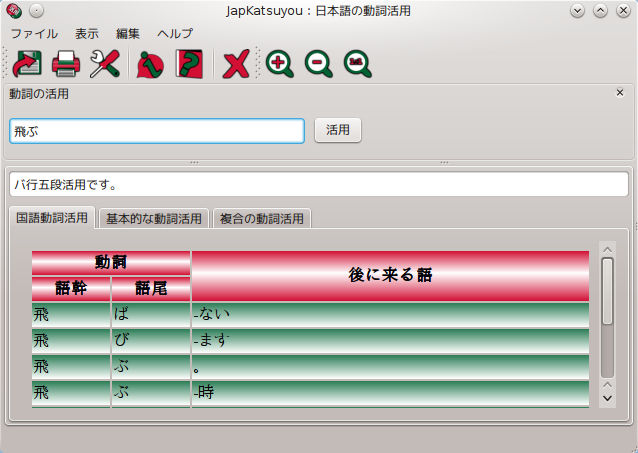 JapKatsuyou : 日本語の動詞活用
ファイル 表示 編集 ヘルプ
動詞の活用
飛ぶ 活用
バ行五段活用です。
国語動詞活用 基本的な動詞活用 複合の動詞活用
動詞 後に来る語
語幹 語尾
飛 ば -ない
飛 び -ます
飛 ぶ 。
飛 ぶ -時